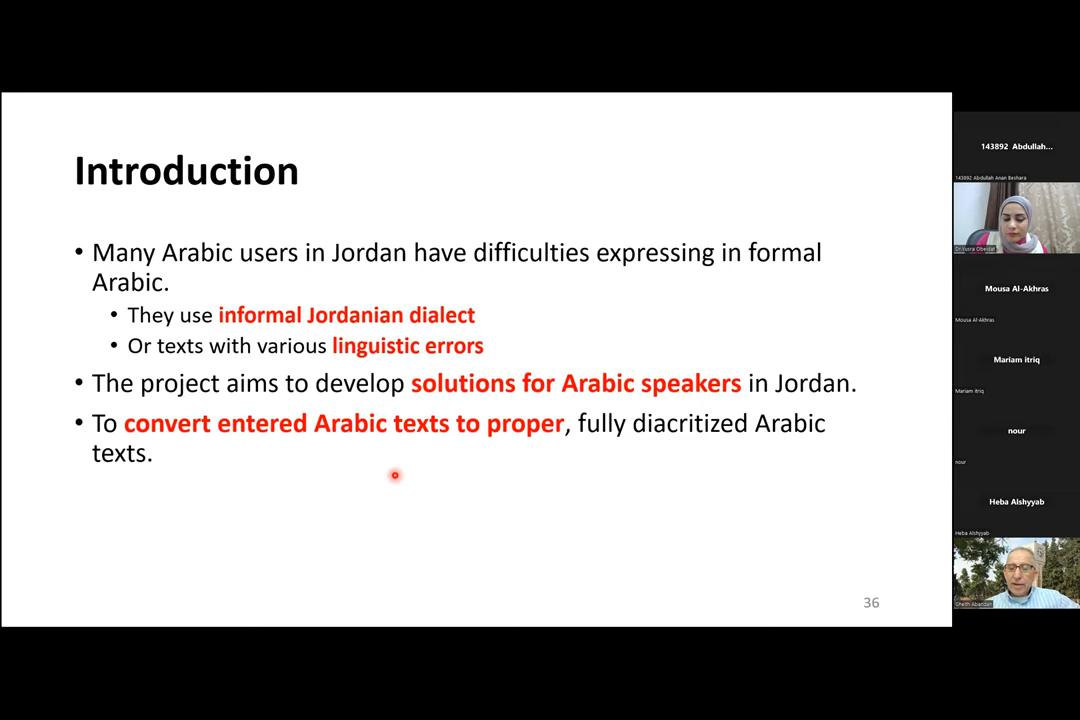 Introduction
• Many Arabic users in Jordan have difficulties expressing in formal
Arabic.
• They use informal Jordanian dialect
• Or texts with various linguistic errors
• The project aims to develop solutions for Arabic speakers in Jordan.
• To convert entered Arabic texts to proper, fully diacritized Arabic
texts.
36
143892 Abdullah...
143892 Abdullah Anan Beshara
Dr.Yusra Obeidat
Mousa Al-Akhras
Mousa Al-Akhras
Mariam itriq
Mariam itriq
nour
nour
Heba Alshyyab
Heba Alshyyab
Gheith Abandah